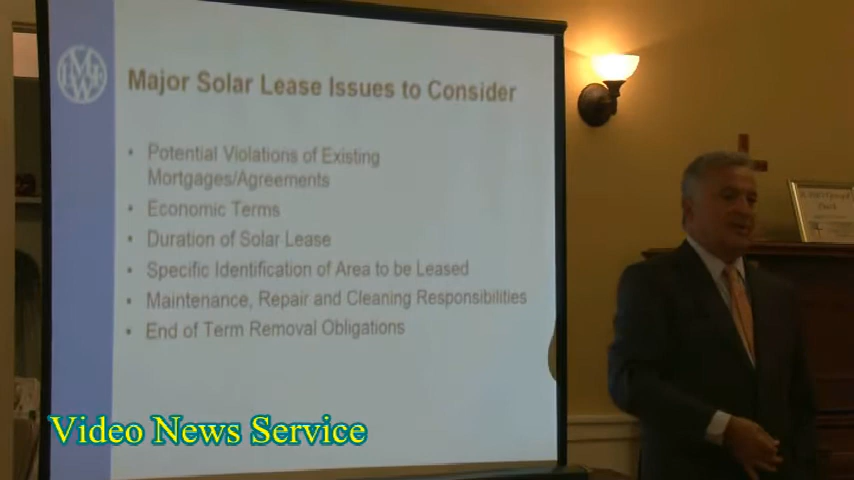 Major Solar Lease Issues to Consider
• Potential Violations of Existing
Mortgages/Agreements
• Economic Terms
• Duration of Solar Lease
• Specific Identification of Area to be Leased
• Maintenance, Repair and Cleaning Responsibilities
• End of Term Removal Obligations
Video News Service